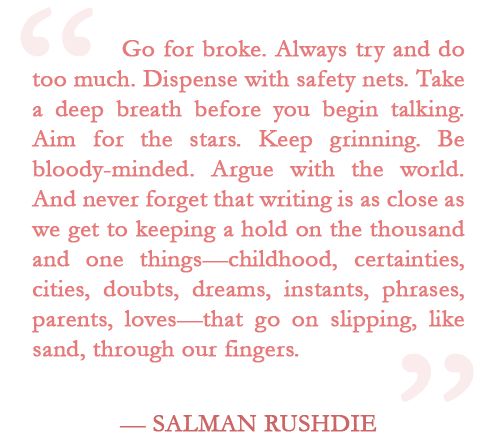 “
Go for broke. Always try and do
too much. Dispense with safety nets. Take
a deep breath before you begin talking.
Aim for the stars. Keep grinning. Be
bloody-minded. Argue with the world.
And never forget that writing is as close as
we get to keeping a hold on the thousand
and one things—childhood, certainties,
cities, doubts, dreams, instants, phrases,
parents, loves—that go on slipping, like
sand, through our fingers.
”
— SALMAN RUSHDIE